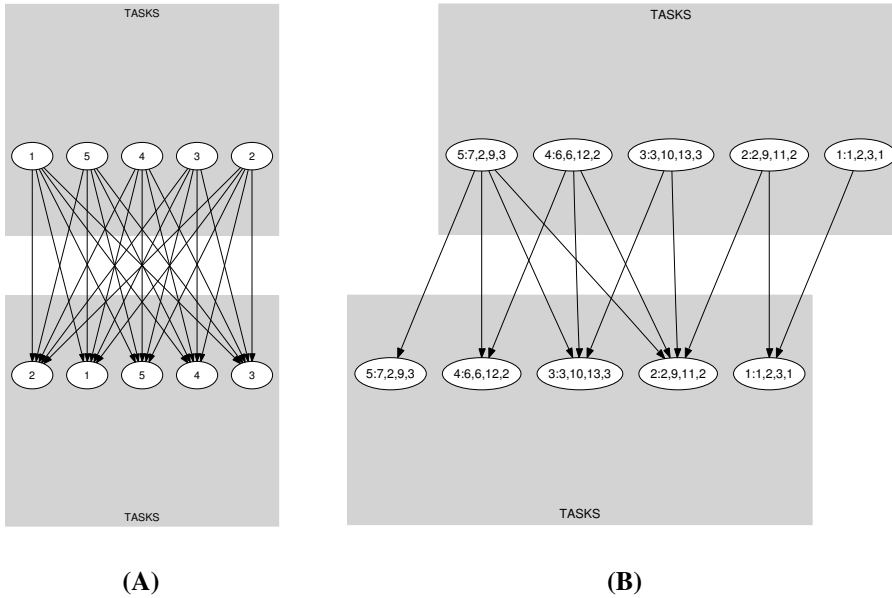 TASKS
1 5 4 3 2
2 1 5 4 3
TASKS
(A)
TASKS
5:7,2,9,3 4:6,6,12,2 3:3,10,13,3 2:2,9,11,2 1:1,2,3,1
5:7,2,9,3 4:6,6,12,2 3:3,10,13,3 2:2,9,11,2 1:1,2,3,1
TASKS
(B)